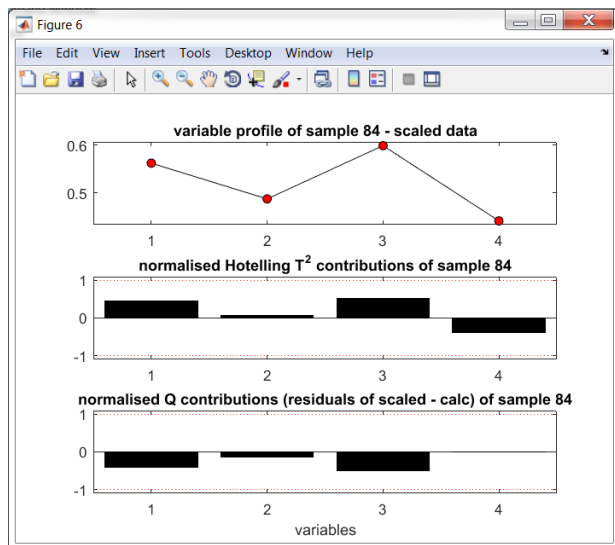 Figure 6
File Edit View Insert Tools Desktop Window Help
variable profile of sample 84 - scaled data
0.6
0.5
1 2 3 4
normalised Hotelling T² contributions of sample 84
1
0
-1
1 2 3 4
normalised Q contributions (residuals of scaled - calc) of sample 84
1
0
-1
1 2 3 4
variables